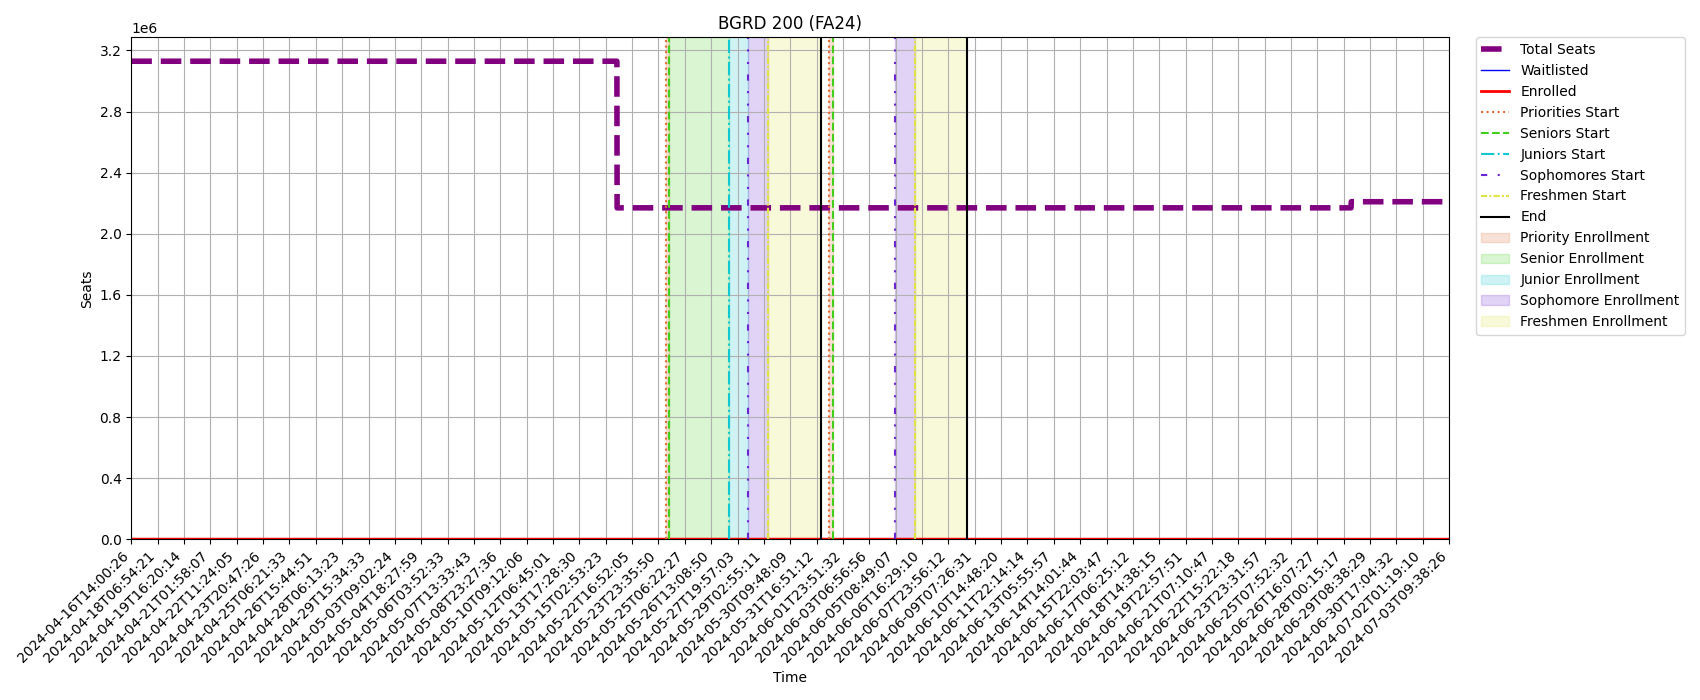 BGRD 200 (FA24)
1e6
3.2
2.8
2.4
2.0
1.6
1.2
0.8
0.4
0.0
Seats
2024-04-16T14:00:26
2024-04-18T06:54:21
2024-04-19T16:20:14
2024-04-21T01:58:07
2024-04-22T11:24:05
2024-04-23T20:47:26
2024-04-25T06:21:33
2024-04-26T15:44:51
2024-04-28T06:13:23
2024-04-29T15:34:33
2024-05-03T09:02:24
2024-05-04T18:27:59
2024-05-06T03:52:33
2024-05-07T13:33:43
2024-05-08T23:27:36
2024-05-10T09:12:06
2024-05-12T06:45:01
2024-05-13T17:28:30
2024-05-15T02:53:23
2024-05-22T16:52:05
2024-05-23T23:35:50
2024-05-25T06:22:27
2024-05-26T13:08:50
2024-05-27T19:57:03
2024-05-29T02:55:11
2024-05-30T09:48:09
2024-05-31T16:51:12
2024-06-01T23:51:32
2024-06-03T06:56:56
2024-06-05T08:49:07
2024-06-06T16:29:10
2024-06-07T23:56:12
2024-06-09T07:26:31
2024-06-10T14:48:20
2024-06-11T22:14:14
2024-06-13T05:55:57
2024-06-14T14:01:44
2024-06-15T22:03:47
2024-06-17T06:25:12
2024-06-18T14:38:15
2024-06-19T22:57:51
2024-06-21T07:10:47
2024-06-22T15:22:18
2024-06-23T23:31:57
2024-06-25T07:52:32
2024-06-26T16:07:27
2024-06-28T00:15:17
2024-06-29T08:38:29
2024-06-30T17:04:32
2024-07-02T01:19:10
2024-07-03T09:38:26
Time
Total Seats
Waitlisted
Enrolled
Priorities Start
Seniors Start
Juniors Start
Sophomores Start
Freshmen Start
End
Priority Enrollment
Senior Enrollment
Junior Enrollment
Sophomore Enrollment
Freshmen Enrollment